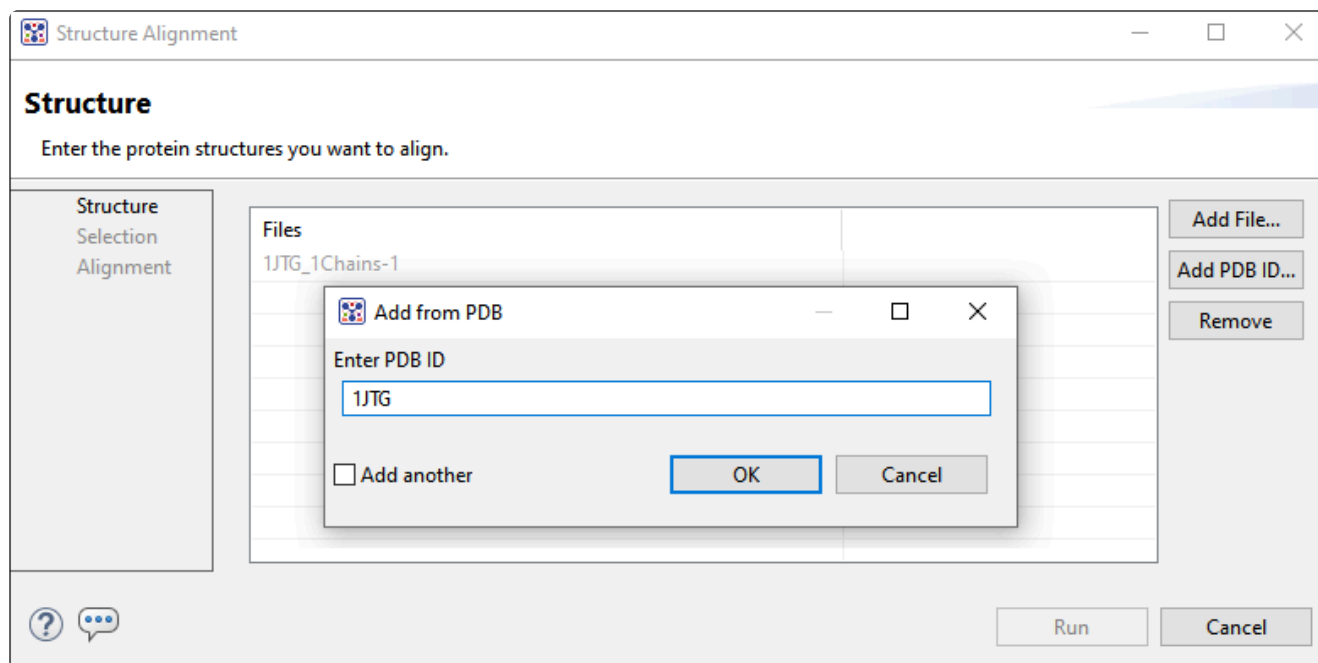 Structure Alignment
Structure
Enter the protein structures you want to align.
Structure
Selection
Alignment
Files
1JTG_1Chains-1
Add File...
Add PDB ID...
Remove
Add from PDB
Enter PDB ID
1JTG
Add another
OK
Cancel
Run
Cancel